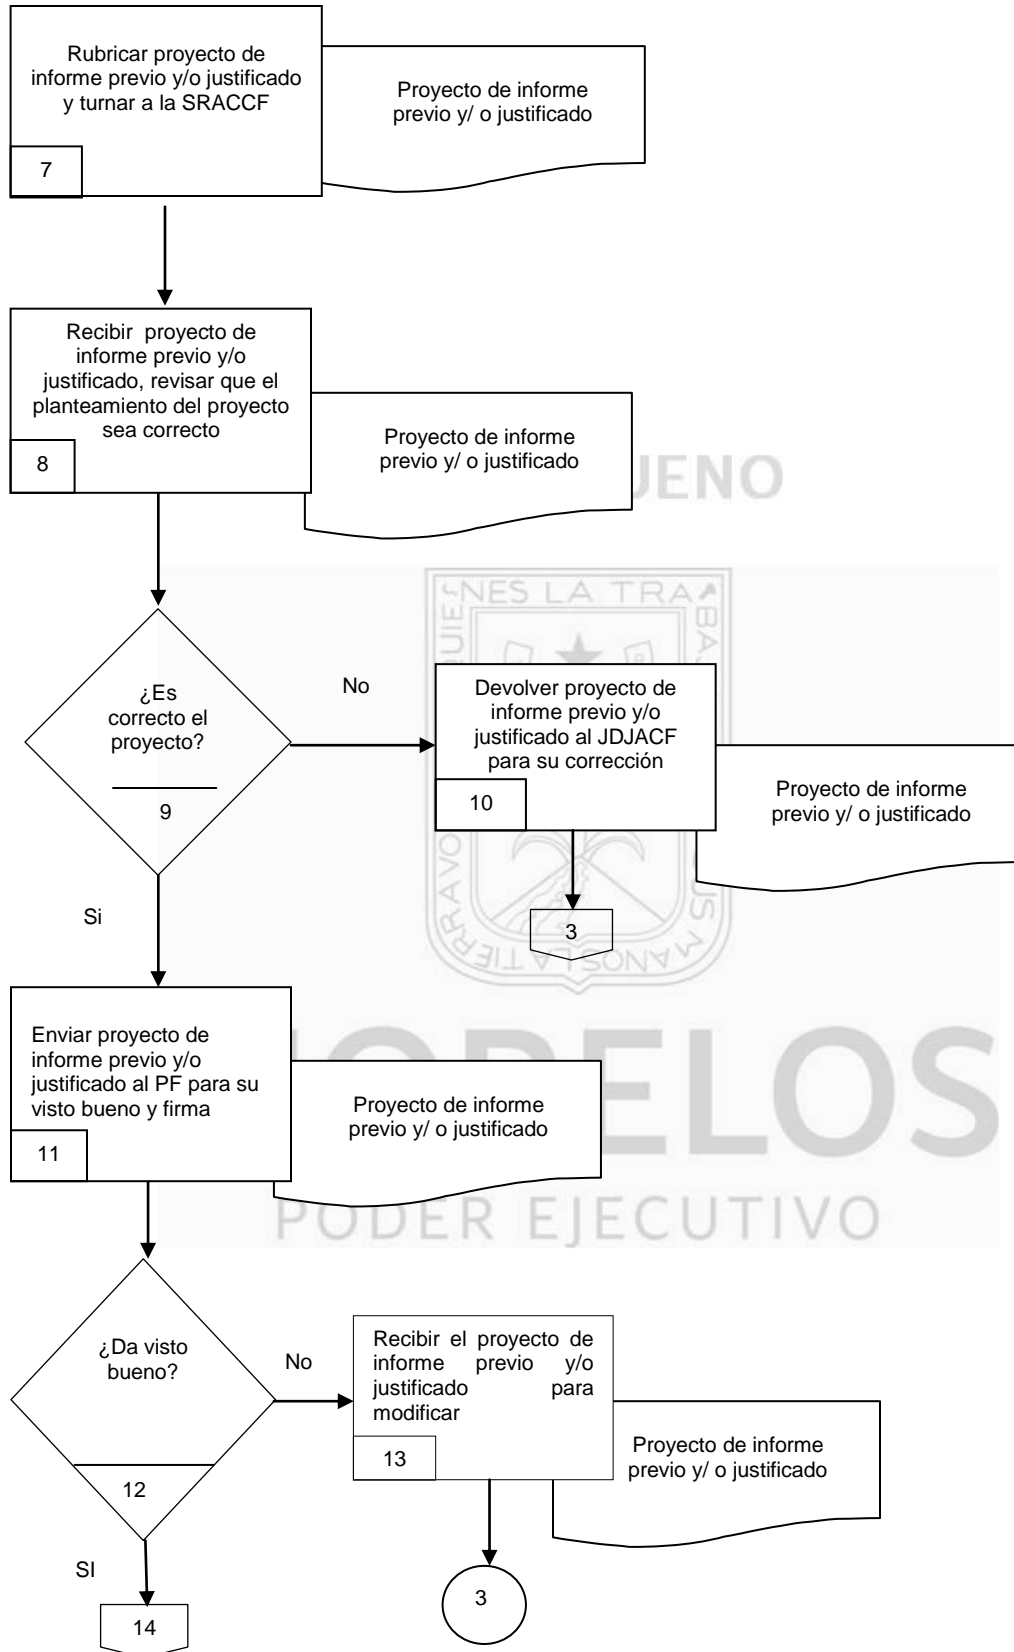 Rubricar proyecto de
informe previo y/o justificado
y turnar a la SRACCF
7
Proyecto de informe
previo y/ o justificado
Recibir proyecto de
informe previo y/o
justificado, revisar que el
planteamiento del proyecto
sea correcto
8
Proyecto de informe
previo y/ o justificado
¿Es
correcto el
proyecto?
9
No
Devolver proyecto de
informe previo y/o
justificado al JDJACF
para su corrección
10
Proyecto de informe
previo y/ o justificado
3
Si
Enviar proyecto de
informe previo y/o
justificado al PF para su
visto bueno y firma
11
Proyecto de informe
previo y/ o justificado
PODER EJECUTIVO
¿Da visto
bueno?
12
No
Recibir el proyecto de
informe previo y/o
justificado para
modificar
13
Proyecto de informe
previo y/ o justificado
3
SI
14